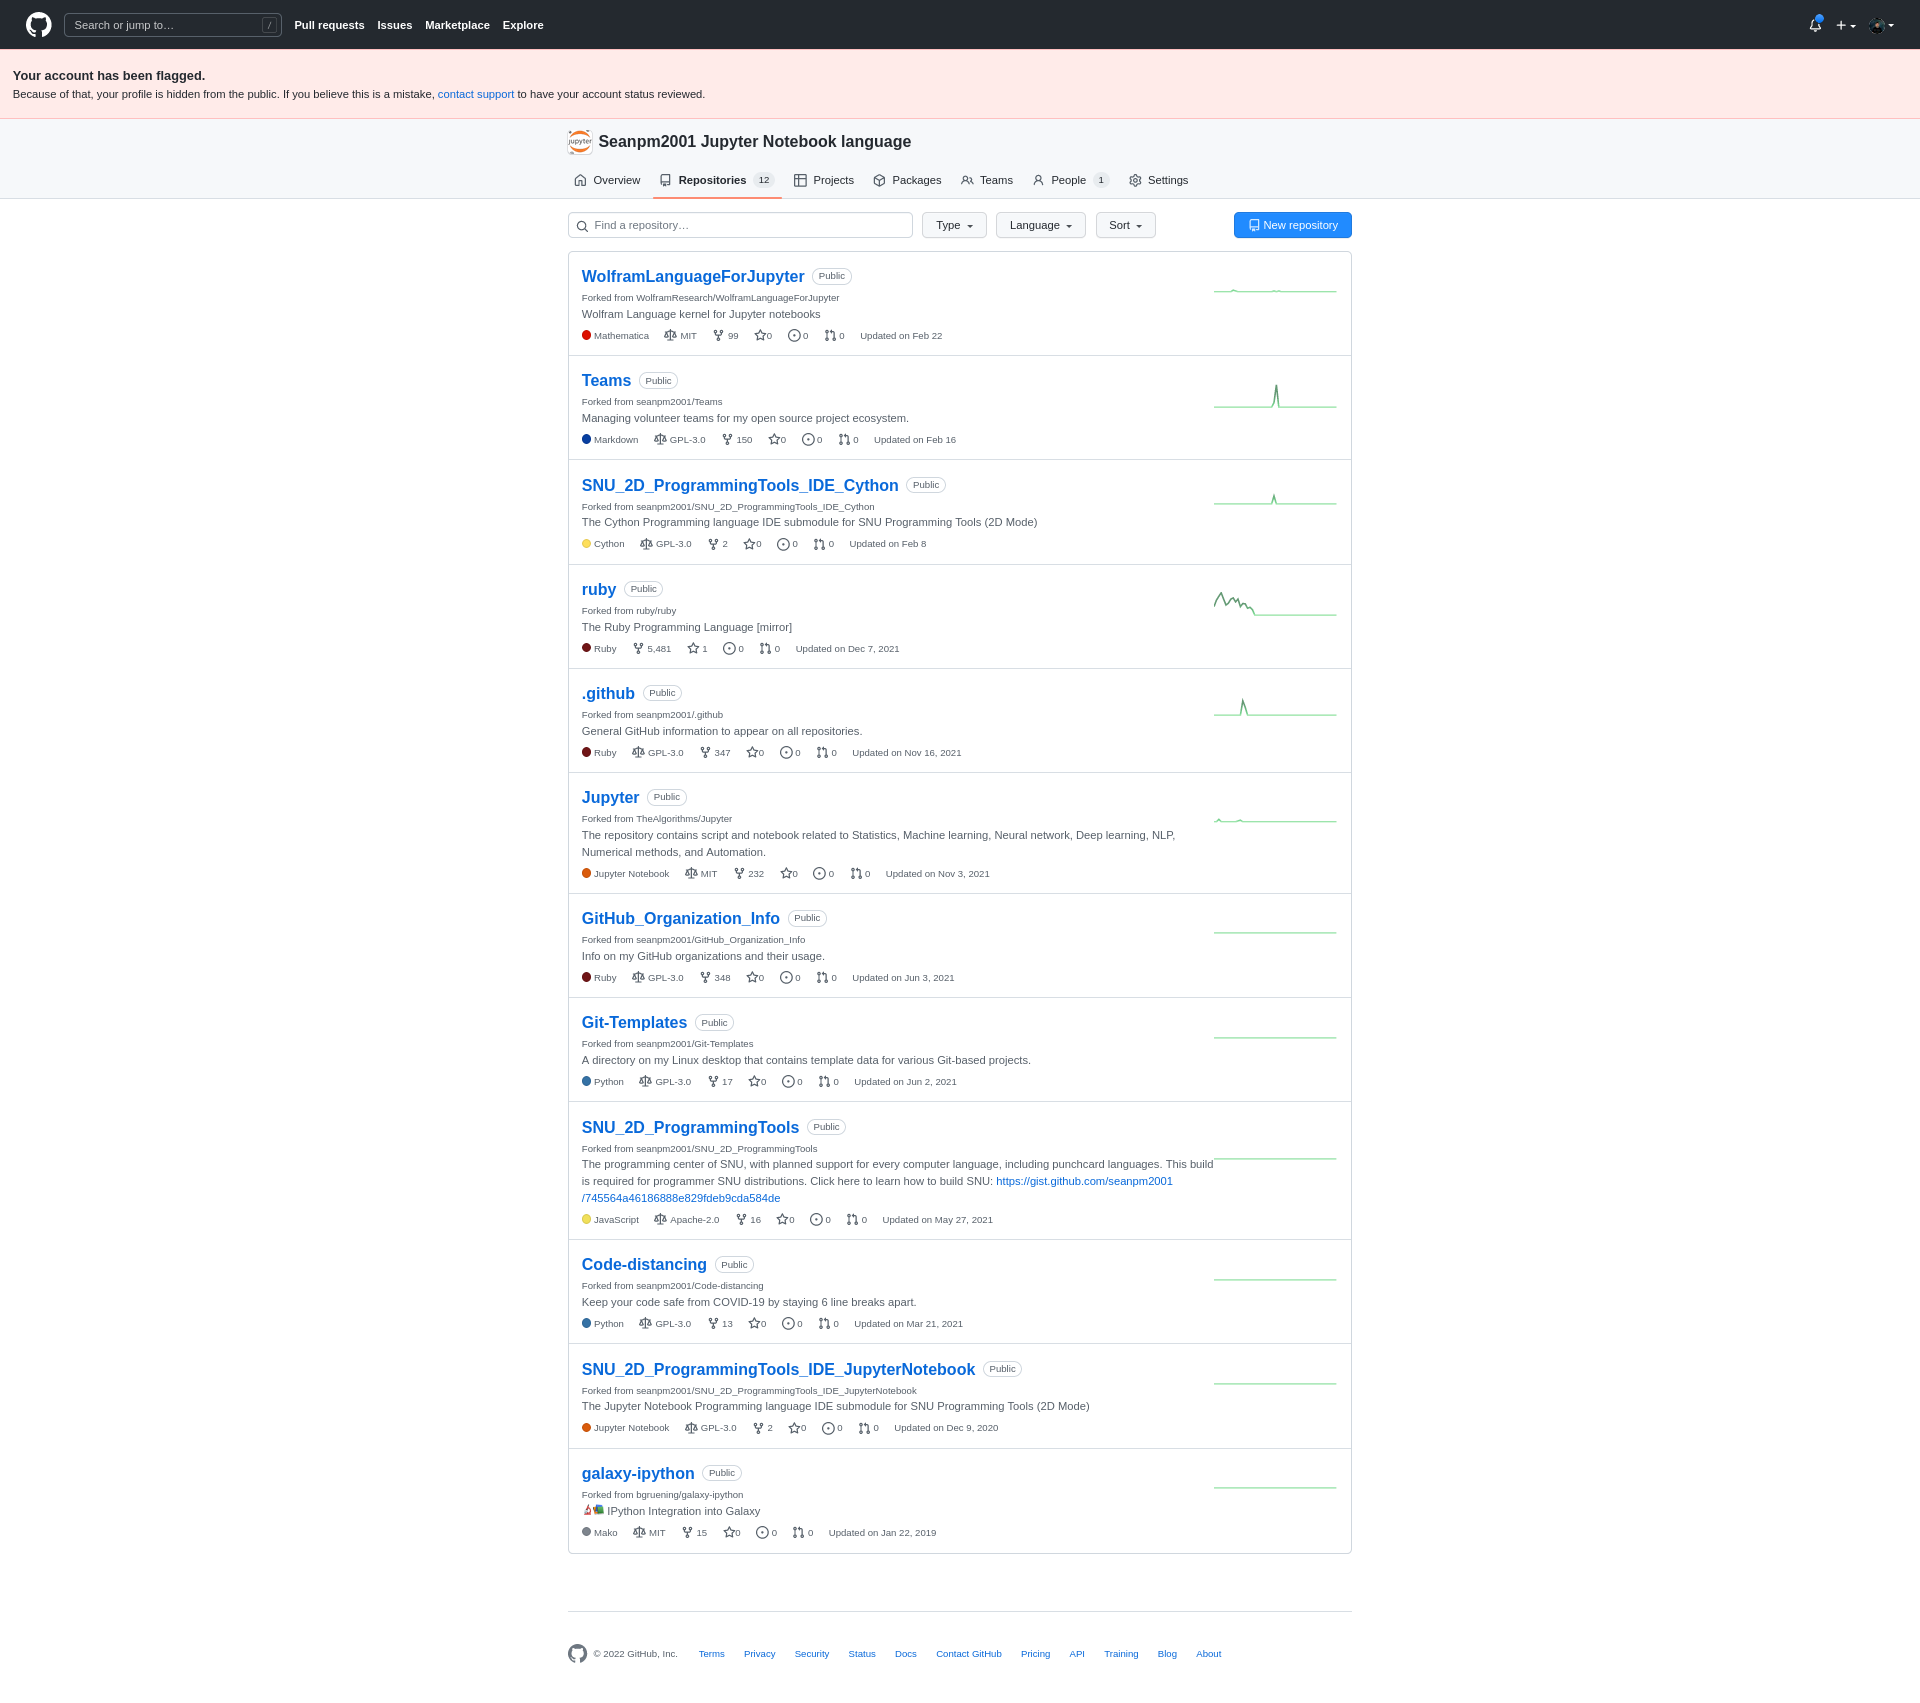 Search or jump to…
/
Pull requests Issues Marketplace Explore
Your account has been flagged.
Because of that, your profile is hidden from the public. If you believe this is a mistake, contact support to have your account status reviewed.
jupyter
Seanpm2001 Jupyter Notebook language
Overview Repositories 12 Projects Packages Teams People 1 Settings
Find a repository… Type Language Sort New repository
WolframLanguageForJupyter Public
Forked from WolframResearch/WolframLanguageForJupyter
Wolfram Language kernel for Jupyter notebooks
Mathematica MIT 99 0 0 0 Updated on Feb 22
Teams Public
Forked from seanpm2001/Teams
Managing volunteer teams for my open source project ecosystem.
Markdown GPL-3.0 150 0 0 0 Updated on Feb 16
SNU_2D_ProgrammingTools_IDE_Cython Public
Forked from seanpm2001/SNU_2D_ProgrammingTools_IDE_Cython
The Cython Programming language IDE submodule for SNU Programming Tools (2D Mode)
Cython GPL-3.0 2 0 0 0 Updated on Feb 8
ruby Public
Forked from ruby/ruby
The Ruby Programming Language [mirror]
Ruby 5,481 1 0 0 Updated on Dec 7, 2021
.github Public
Forked from seanpm2001/.github
General GitHub information to appear on all repositories.
Ruby GPL-3.0 347 0 0 0 Updated on Nov 16, 2021
Jupyter Public
Forked from TheAlgorithms/Jupyter
The repository contains script and notebook related to Statistics, Machine learning, Neural network, Deep learning, NLP,
Numerical methods, and Automation.
Jupyter Notebook MIT 232 0 0 0 Updated on Nov 3, 2021
GitHub_Organization_Info Public
Forked from seanpm2001/GitHub_Organization_Info
Info on my GitHub organizations and their usage.
Ruby GPL-3.0 348 0 0 0 Updated on Jun 3, 2021
Git-Templates Public
Forked from seanpm2001/Git-Templates
A directory on my Linux desktop that contains template data for various Git-based projects.
Python GPL-3.0 17 0 0 0 Updated on Jun 2, 2021
SNU_2D_ProgrammingTools Public
Forked from seanpm2001/SNU_2D_ProgrammingTools
The programming center of SNU, with planned support for every computer language, including punchcard languages. This build
is required for programmer SNU distributions. Click here to learn how to build SNU: https://gist.github.com/seanpm2001
/745564a46186888e829fdeb9cda584de
JavaScript Apache-2.0 16 0 0 0 Updated on May 27, 2021
Code-distancing Public
Forked from seanpm2001/Code-distancing
Keep your code safe from COVID-19 by staying 6 line breaks apart.
Python GPL-3.0 13 0 0 0 Updated on Mar 21, 2021
SNU_2D_ProgrammingTools_IDE_JupyterNotebook Public
Forked from seanpm2001/SNU_2D_ProgrammingTools_IDE_JupyterNotebook
The Jupyter Notebook Programming language IDE submodule for SNU Programming Tools (2D Mode)
Jupyter Notebook GPL-3.0 2 0 0 0 Updated on Dec 9, 2020
galaxy-ipython Public
Forked from bgruening/galaxy-ipython
IPython Integration into Galaxy
Mako MIT 15 0 0 0 Updated on Jan 22, 2019
© 2022 GitHub, Inc. Terms Privacy Security Status Docs Contact GitHub Pricing API Training Blog About